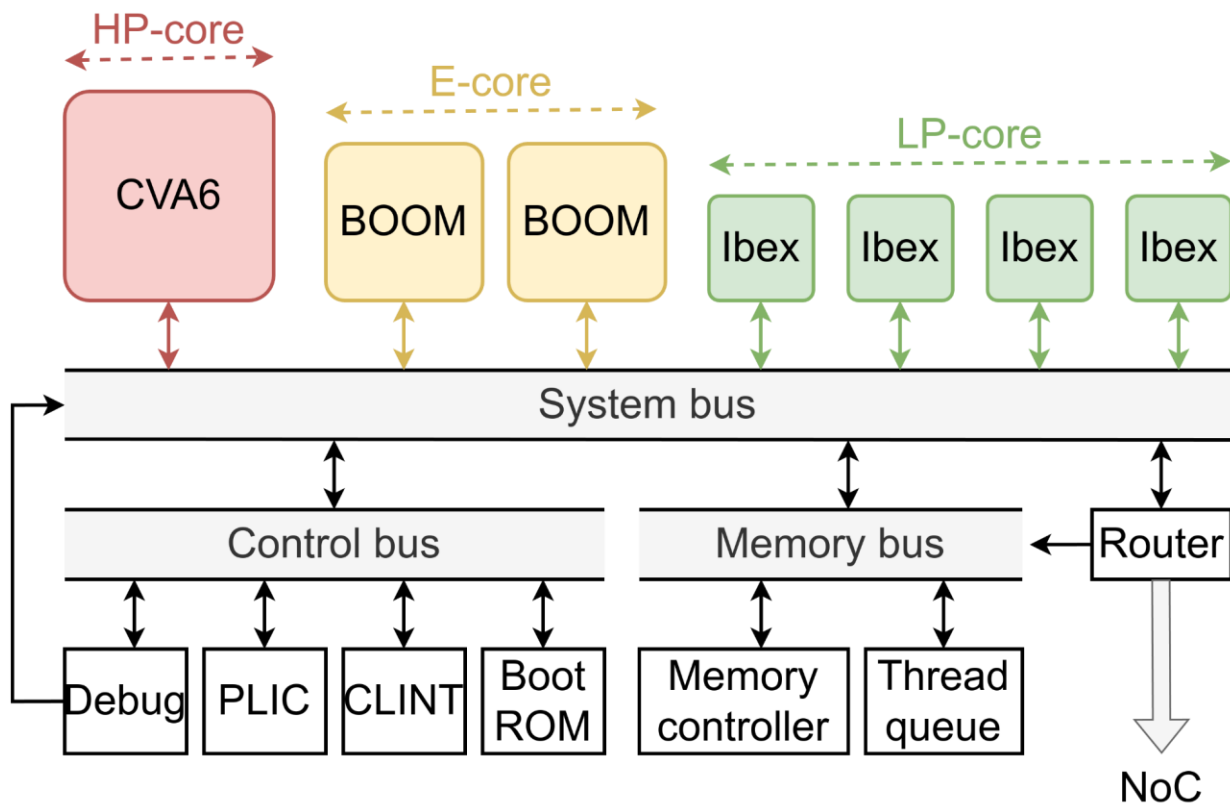 HP-core
E-core
LP-core
CVA6
BOOM
BOOM
Ibex
Ibex
Ibex
Ibex
System bus
Control bus
Memory bus
Router
Debug
PLIC
CLINT
Boot
ROM
Memory
controller
Thread
queue
NoC